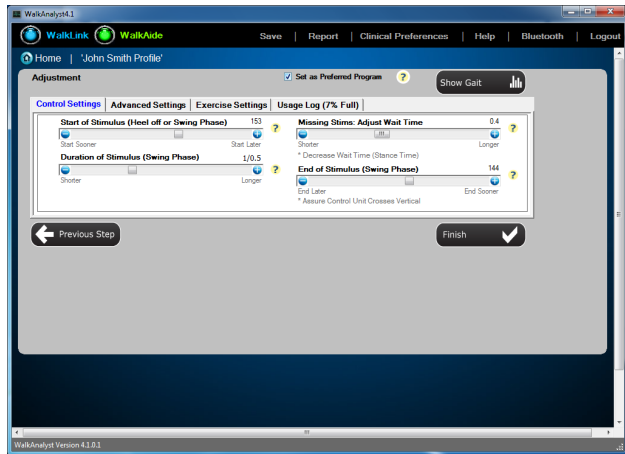 WalkAnalyst4.1
WalkLink WalkAide Save | Report | Clinical Preferences | Help | Bluetooth | Logout
Home | 'John Smith Profile'
Adjustment
Set as Preferred Program ?
Show Gait
Control Settings | Advanced Settings | Exercise Settings | Usage Log (7% Full) |
Start of Stimulus (Heel off or Swing Phase) 153 ?
Start Sooner Start Later
Duration of Stimulus (Swing Phase) 1/0.5 ?
Shorter Longer
Missing Stims: Adjust Wait Time 0.4 ?
Shorter Longer
* Decrease Wait Time (Stance Time)
End of Stimulus (Swing Phase) 144 ?
End Later End Sooner
* Assure Control Unit Crosses Vertical
Previous Step
Finish
WalkAnalyst Version 4.1.0.1